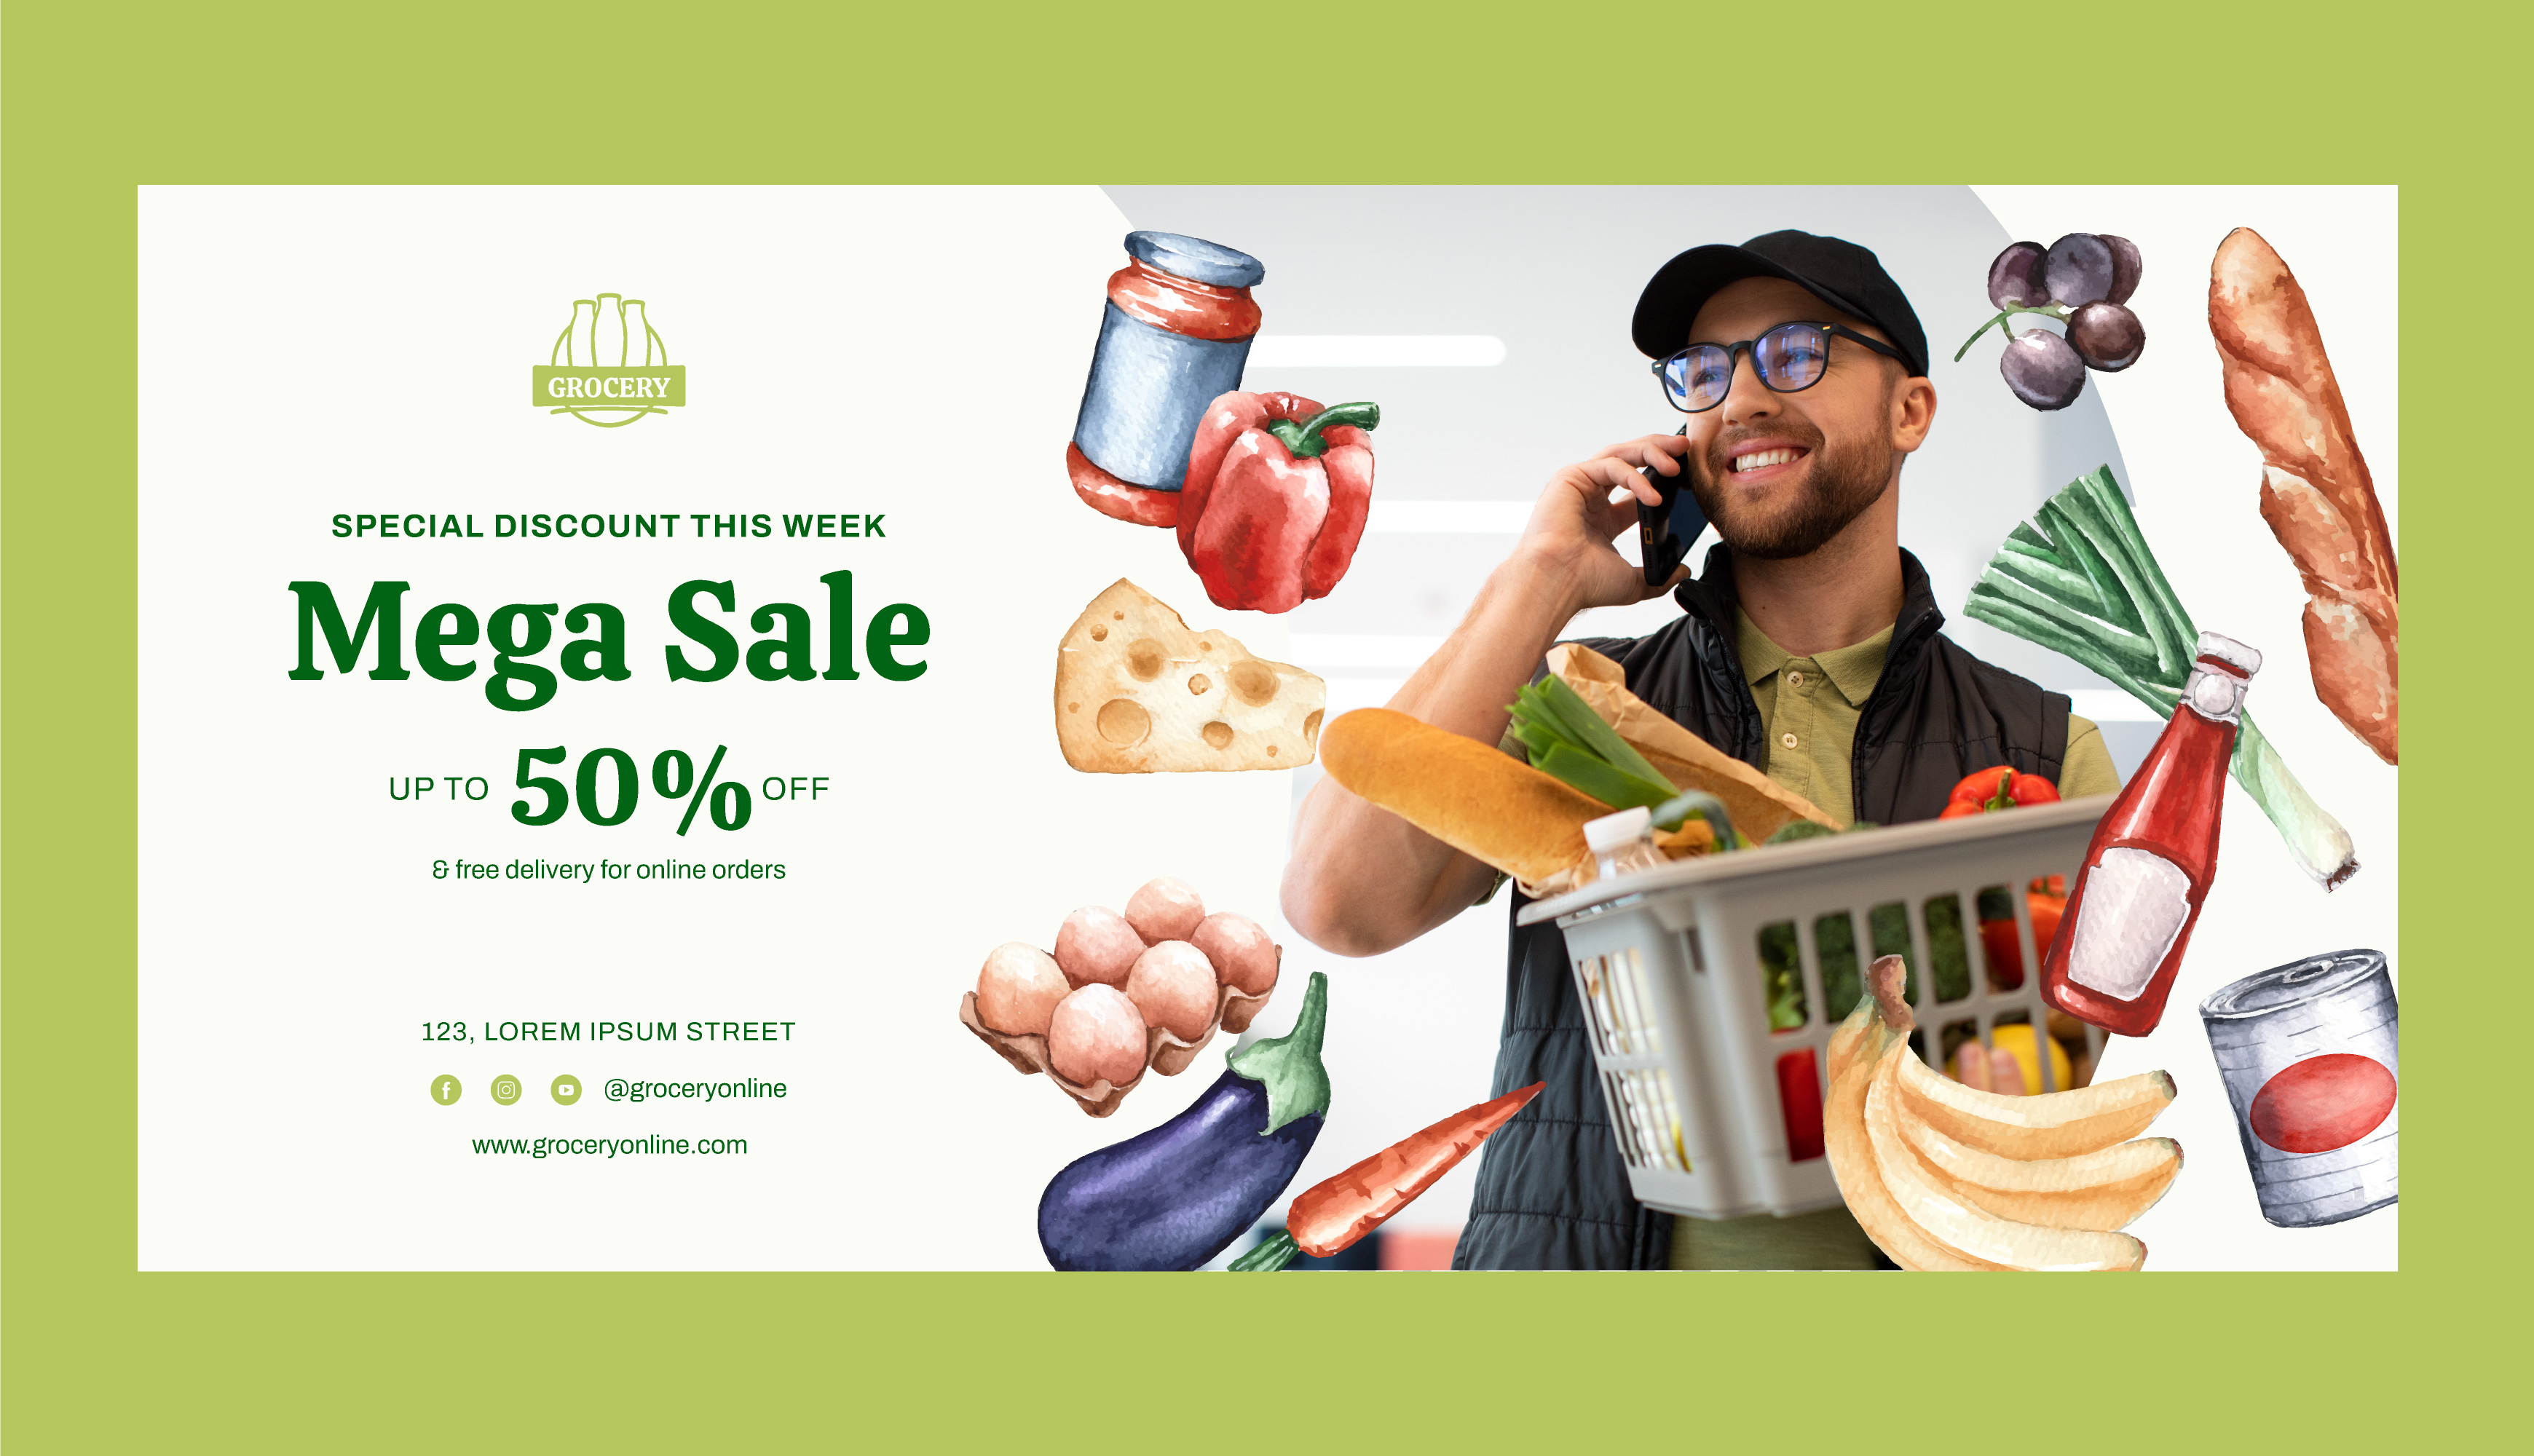 GROCERY
SPECIAL DISCOUNT THIS WEEK
Mega Sale
UP TO 50% OFF
& free delivery for online orders
123, LOREM IPSUM STREET
@groceryonline
www.groceryonline.com